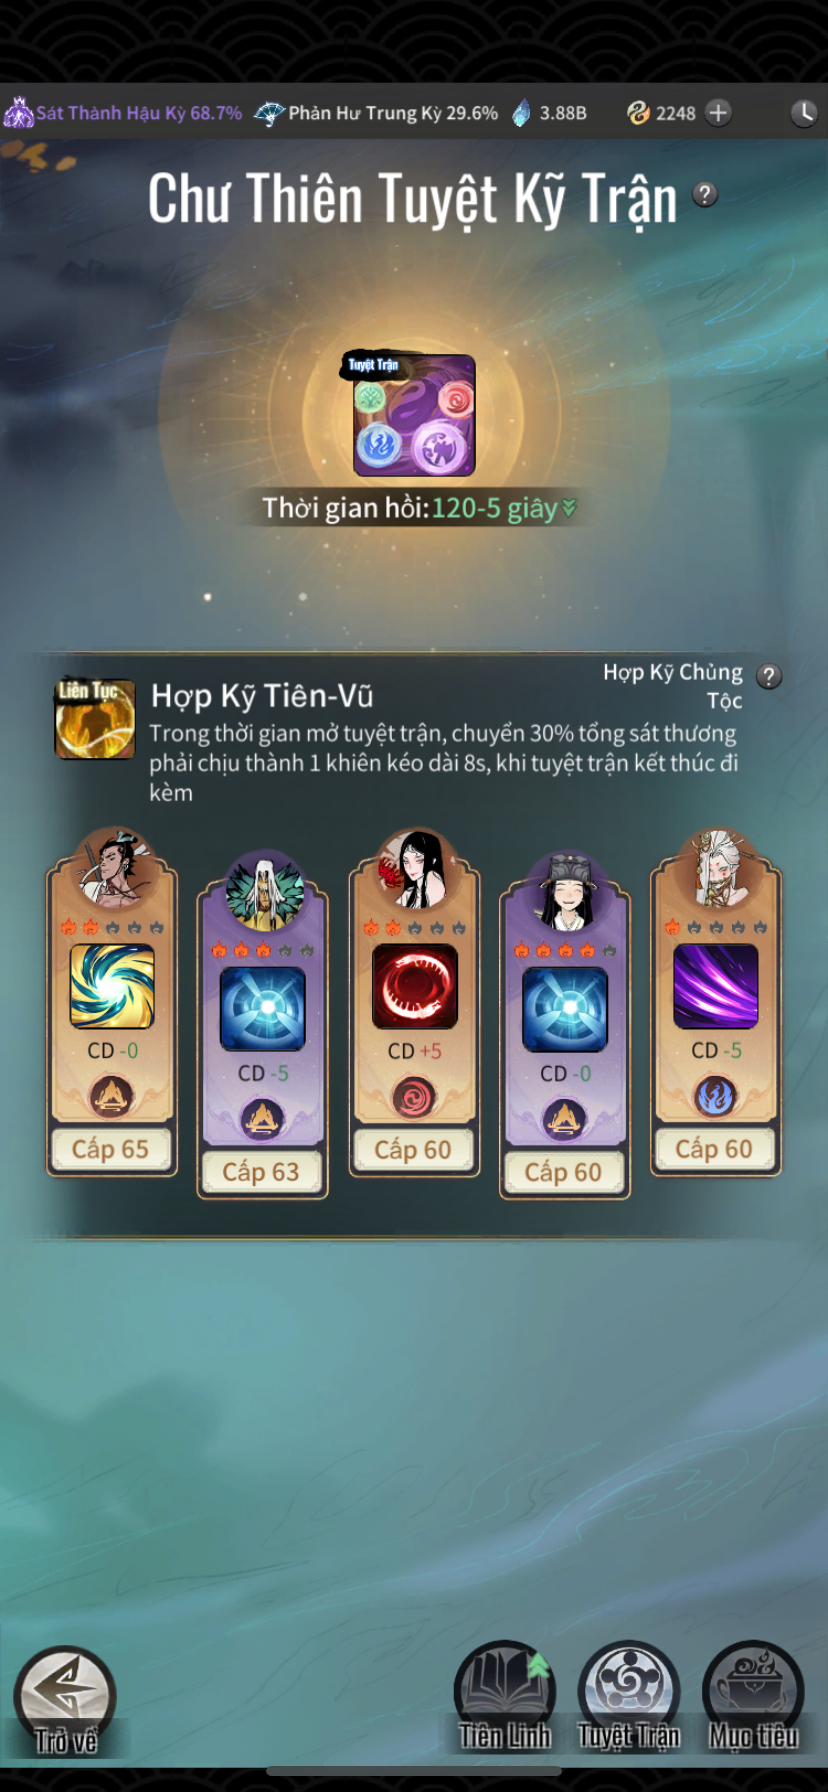 Sát Thành Hậu Kỳ 68.7% Phản Hư Trung Kỳ 29.6% 3.88B 2248 +
Chư Thiên Tuyệt Kỹ Trận ?
Tuyệt Trận
Thời gian hồi:120-5 giây
Liên Tục
Hợp Kỹ Tiên-Vũ
Hợp Kỹ Chủng
Tộc
?
Trong thời gian mở tuyệt trận, chuyển 30% tổng sát thương
phải chịu thành 1 khiên kéo dài 8s, khi tuyệt trận kết thúc đi
kèm
CD -0
CD -5
CD +5
CD -0
CD -5
Cấp 65
Cấp 63
Cấp 60
Cấp 60
Cấp 60
Trở về
Tiên Linh
Tuyệt Trận
Mục tiêu